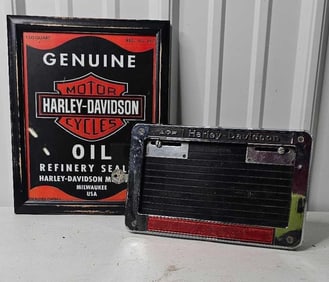 GENUINE
MOTOR
HARLEY-DAVIDSON
CYCLES
OIL
REFINERY SEAL
HARLEY-DAVIDSON M
MILWAUKEE
USA
Harley-Davidson